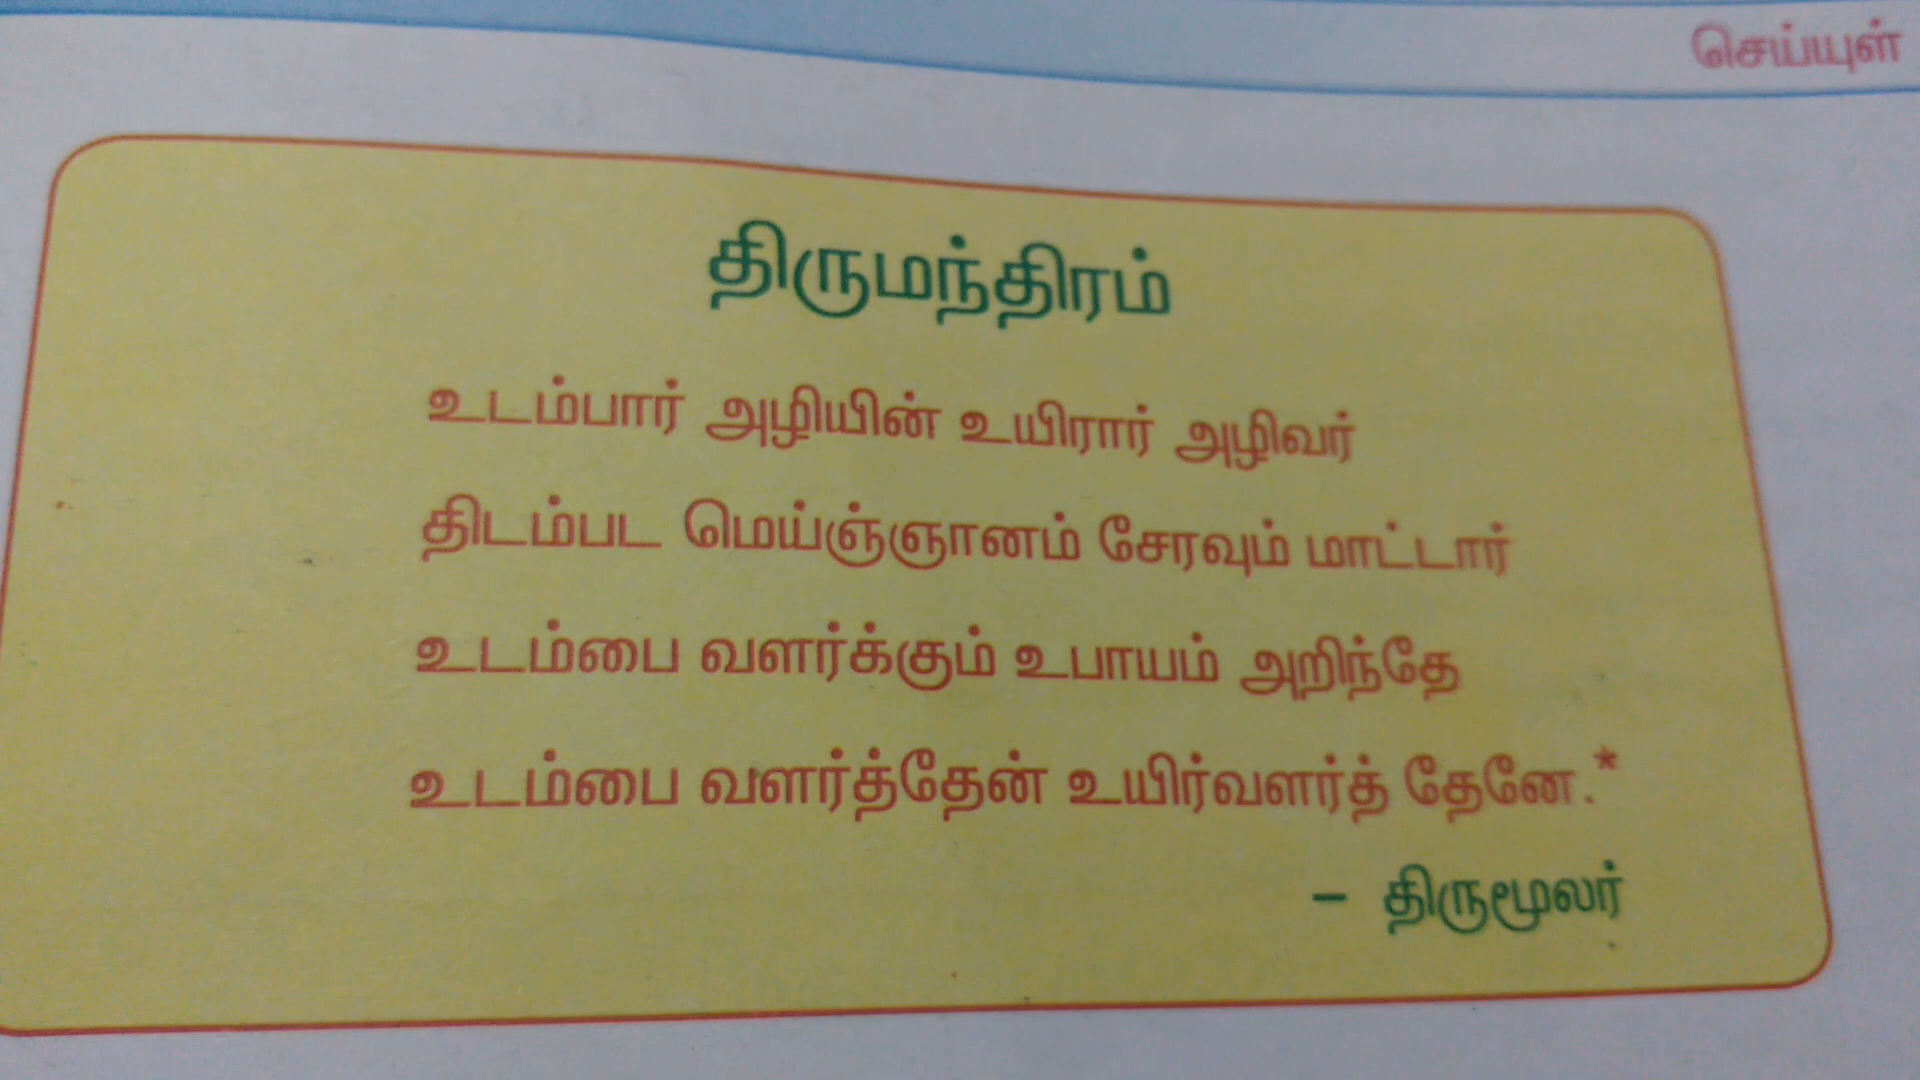 செய்யுள்
திருமந்திரம்
உடம்பார் அழியின் உயிரார் அழிவர்
திடம்பட மெய்ஞ்ஞானம் சேரவும் மாட்டார்
உடம்பை வளர்க்கும் உபாயம் அறிந்தே
உடம்பை வளர்த்தேன் உயிர்வளர்த் தேனே.*
– திருமூலர்